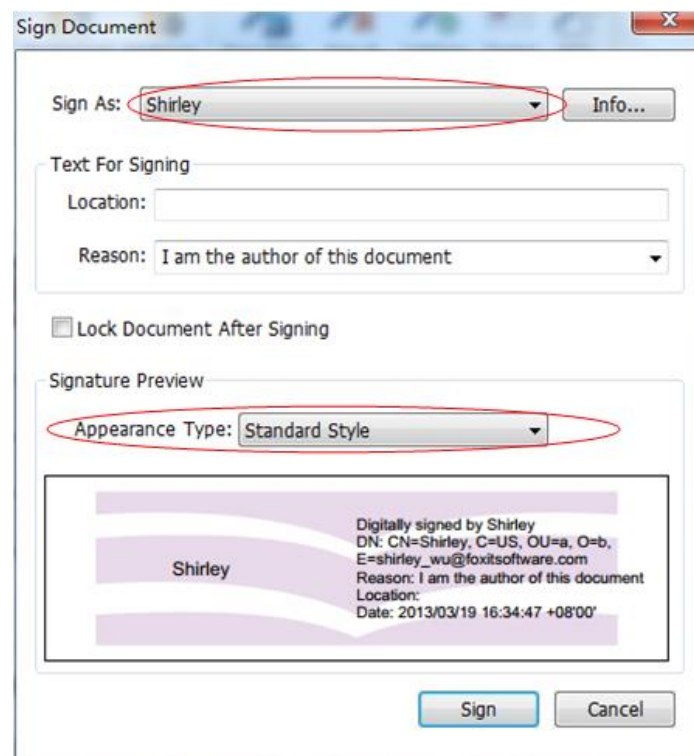 Sign Document
Sign As: Shirley Info...
Text For Signing
Location:
Reason: I am the author of this document
Lock Document After Signing
Signature Preview
Appearance Type: Standard Style
Shirley
Digitally signed by Shirley
DN: CN=Shirley, C=US, OU=a, O=b,
E=shirley_wu@foxitsoftware.com
Reason: I am the author of this document
Location:
Date: 2013/03/19 16:34:47 +08'00'
Sign Cancel